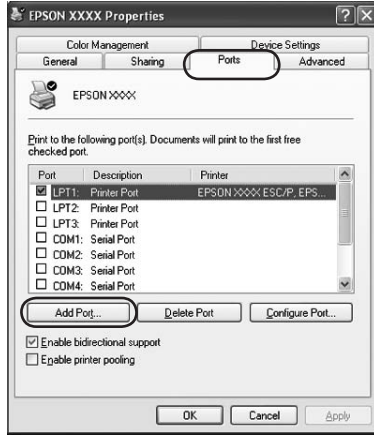 EPSON XXXX Properties
Color Management Device Settings
General Sharing Ports Advanced
EPSON XXXX
Print to the following port(s). Documents will print to the first free
checked port.
Port Description Printer
LPT1: Printer Port EPSON XXXX ESC/P, EPS...
LPT2: Printer Port
LPT3: Printer Port
COM1: Serial Port
COM2: Serial Port
COM3: Serial Port
COM4: Serial Port
Add Port... Delete Port Configure Port...
Enable bidirectional support
Enable printer pooling
OK Cancel Apply